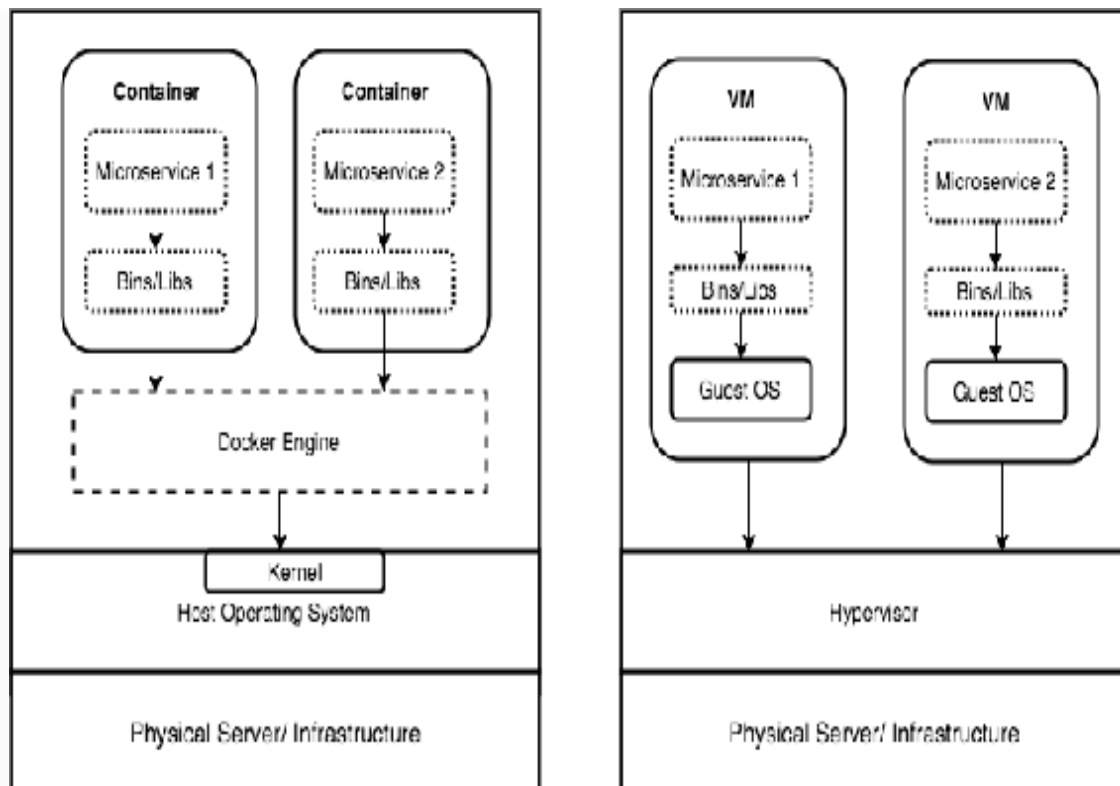 Container
Microservice 1
Bins/Libs
Container
Microservice 2
Bins/Libs
Docker Engine
Kernel
Host Operating System
Physical Server/ Infrastructure
VM
Microservice 1
Bins/Libs
Guest OS
VM
Microservice 2
Bins/Libs
Guest OS
Hypervisor
Physical Server/ Infrastructure